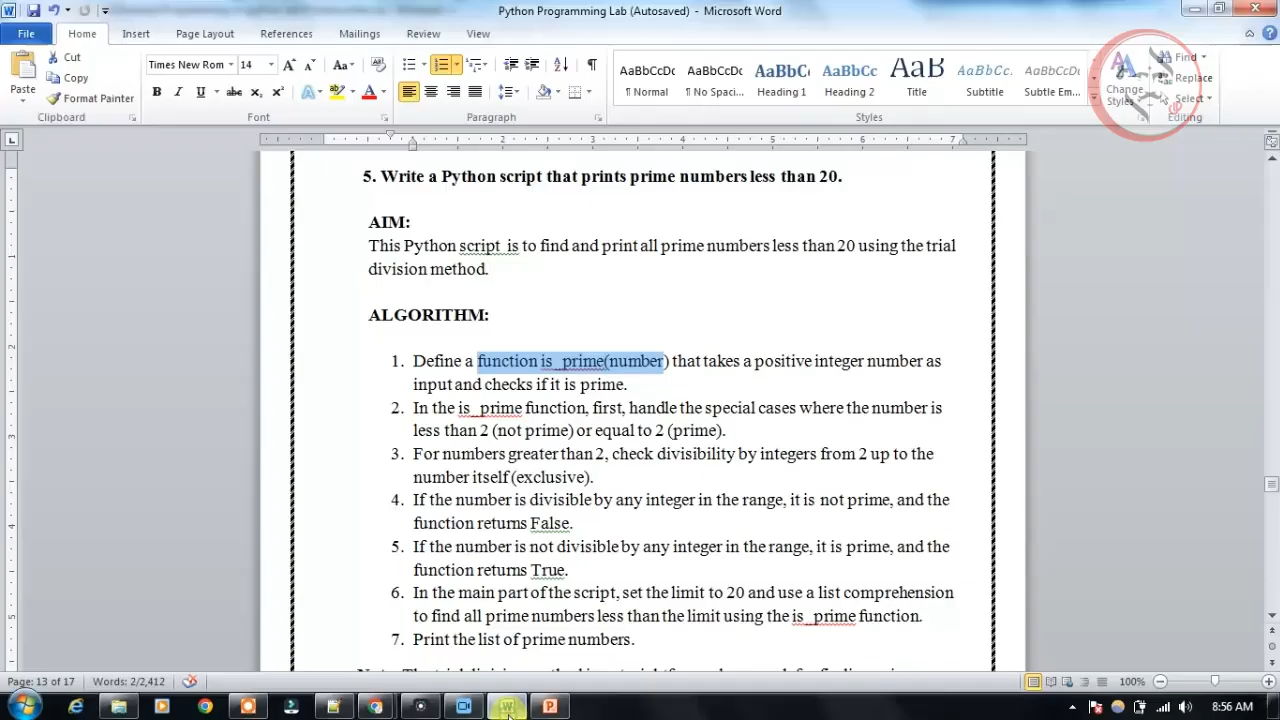 Python Programming Lab (Autosaved) - Microsoft Word
File Home Insert Page Layout References Mailings Review View
Cut
Copy
Format Painter
Paste
Clipboard
Times New Rom 14
Font
Paragraph
AaBbCcDc AaBbCcDc AaBbC AaBbCc AaB AaBbCc. AaBbCcDc
¶ Normal ¶ No Spaci... Heading 1 Heading 2 Title Subtitle Subtle Em...
Styles
Change
Styles
Find
Replace
Select
Editing
1 2 3 4 5 6 7
5. Write a Python script that prints prime numbers less than 20.
AIM:
This Python script is to find and print all prime numbers less than 20 using the trial
division method.
ALGORITHM:
1. Define a function is_prime(number) that takes a positive integer number as
input and checks if it is prime.
2. In the is_prime function, first, handle the special cases where the number is
less than 2 (not prime) or equal to 2 (prime).
3. For numbers greater than 2, check divisibility by integers from 2 up to the
number itself (exclusive).
4. If the number is divisible by any integer in the range, it is not prime, and the
function returns False.
5. If the number is not divisible by any integer in the range, it is prime, and the
function returns True.
6. In the main part of the script, set the limit to 20 and use a list comprehension
to find all prime numbers less than the limit using the is_prime function.
7. Print the list of prime numbers.
Page: 13 of 17 Words: 2/2,412
100%
8:56 AM